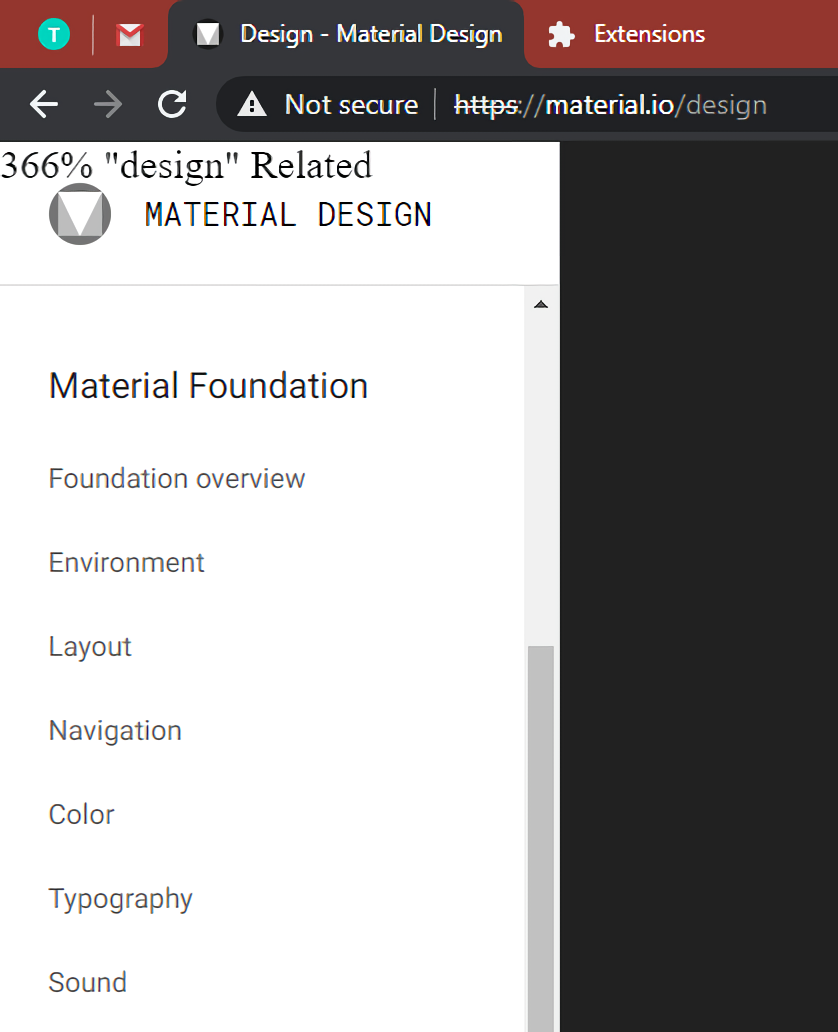 T
Design - Material Design
Extensions
Not secure
https://material.io/design
366% "design" Related
MATERIAL DESIGN
Material Foundation
Foundation overview
Environment
Layout
Navigation
Color
Typography
Sound